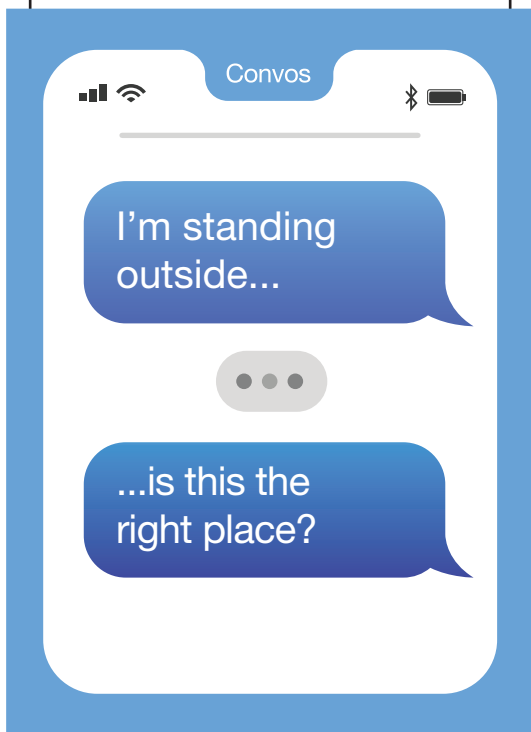 Convos
I’m standing
outside...
...is this the
right place?